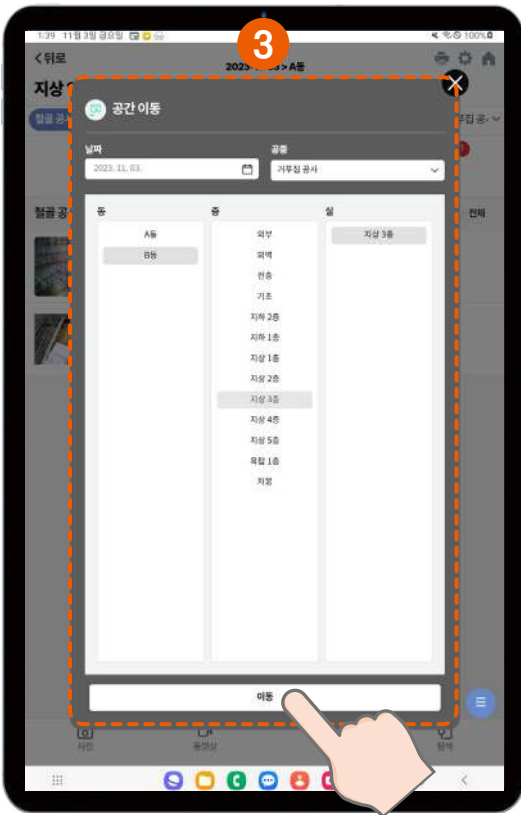 1:39 11월 3일 금요일 100%
3
<뒤로
> A동
지상
공간 이동
날짜 공종
2023. 11. 03. 거푸집 공사
동 층 실
철골 공 전체
A동 외부 지상 3층
B동 외벽
전층
기초
지하 2층
지하 1층
지상 1층
지상 2층
지상 3층
지상 4층
지상 5층
옥탑 1층
지붕
이동
사진 동영상 탐색